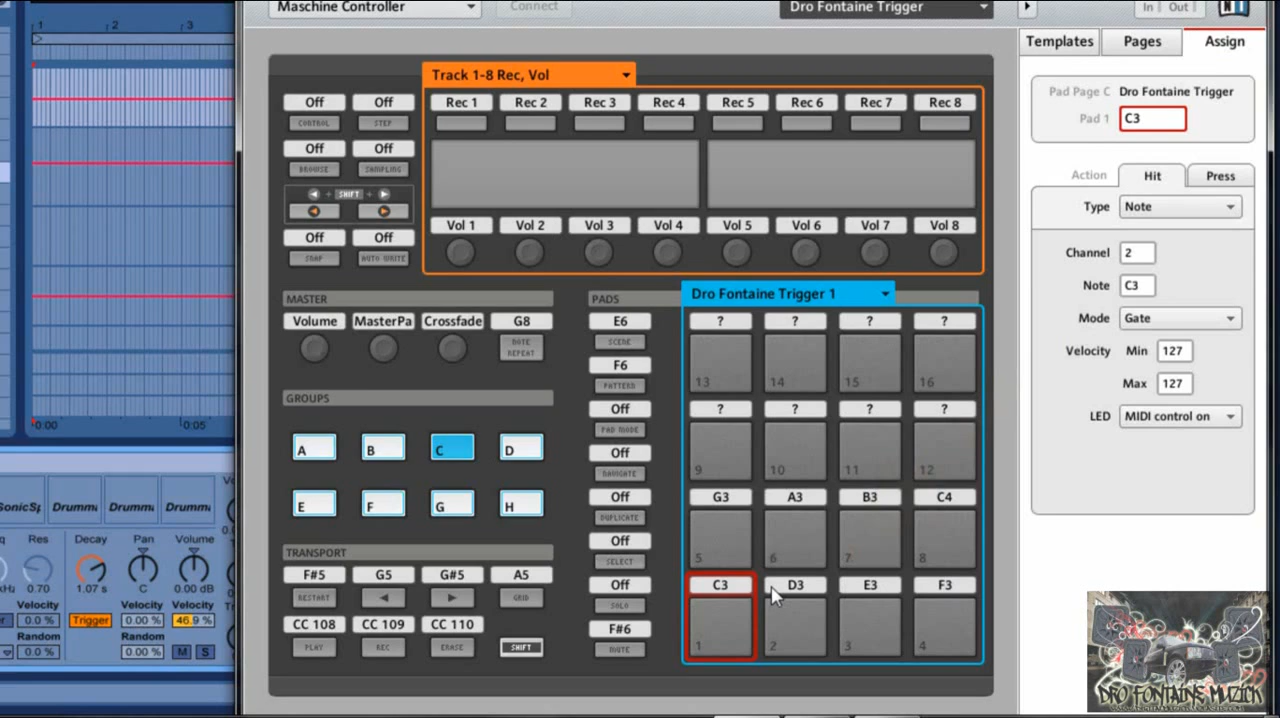 Maschine Controller
Connect
Dro Fontaine Trigger
In Out
1 2 3
Templates Pages Assign
Track 1-8 Rec, Vol
Pad Page C Dro Fontaine Trigger
Pad 1 C3
Off Off
Rec 1 Rec 2 Rec 3 Rec 4 Rec 5 Rec 6 Rec 7 Rec 8
CONTROL STEP
Off Off
BROWSE SAMPLING
Action Hit Press
SHIFT
Type Note
Vol 1 Vol 2 Vol 3 Vol 4 Vol 5 Vol 6 Vol 7 Vol 8
Off Off
SNAP AUTO WRITE
Channel 2
Note C3
Mode Gate
Velocity Min 127
Max 127
LED MIDI control on
MASTER
PADS
Dro Fontaine Trigger 1
Volume MasterPa Crossfade G8
NOTE
REPEAT
E6
SCENE
F6
PATTERN
Off
PAD MODE
Off
NAVIGATE
Off
DUPLICATE
Off
SELECT
Off
SOLO
F#6
MUTE
? ? ? ?
13 14 15 16
? ? ? ?
9 10 11 12
G3 A3 B3 C4
5 6 7 8
C3 D3 E3 F3
1 2 3 4
GROUPS
A B C D
E F G H
TRANSPORT
F#5 G5 G#5 A5
RESTART GRID
CC 108 CC 109 CC 110
PLAY REC ERASE SHIFT
0:00 0:05
Drummu Drummu Drummu
Res Decay Pan Volume
0.70 1.07 s C 0.00 dB
Velocity Velocity Velocity
0.0 % Trigger 0.00 % 46.9 %
Random Random
0.0 % 0.00 % M S
DRO FONTAINE MUZICK